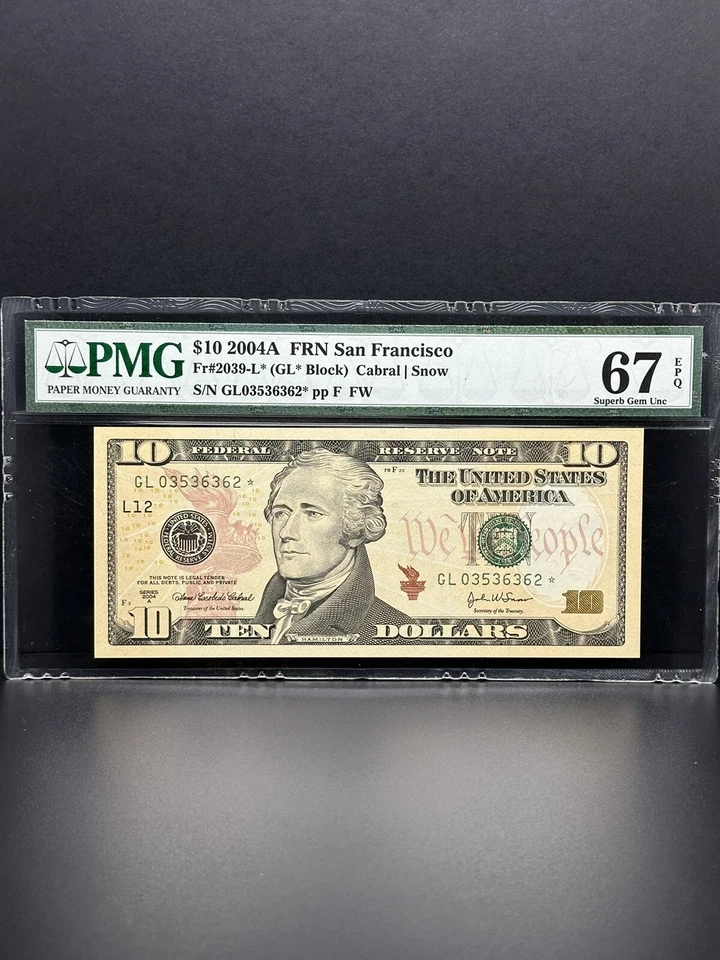 PMG
PAPER MONEY GUARANTY
$10 2004A FRN San Francisco
Fr#2039-L* (GL* Block) Cabral | Snow
S/N GL03536362* pp F FW
67
EPQ
Superb Gem Unc
10 FEDERAL RESERVE NOTE 10
GL 03536362 ★
L12
THE UNITED STATES
OF AMERICA
We The People
THIS NOTE IS LEGAL TENDER
FOR ALL DEBTS, PUBLIC AND PRIVATE
GL 03536362 ★
SERIES
2004
A
Treasurer of the United States.
John W Snow
Secretary of the Treasury.
10
10 TEN HAMILTON DOLLARS